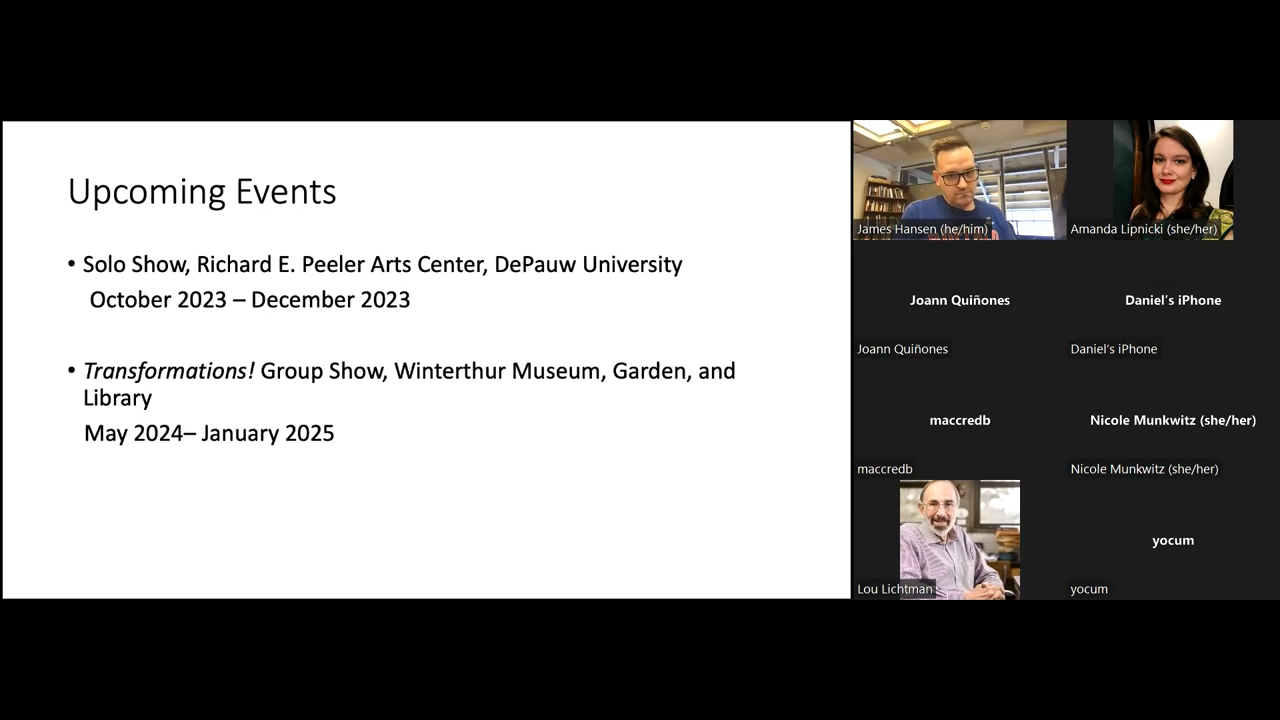 Upcoming Events
• Solo Show, Richard E. Peeler Arts Center, DePauw University
October 2023 – December 2023
• Transformations! Group Show, Winterthur Museum, Garden, and
Library
May 2024– January 2025
James Hansen (he/him)
Amanda Lipnicki (she/her)
Joann Quiñones
Joann Quiñones
Daniel's iPhone
Daniel's iPhone
maccredb
maccredb
Nicole Munkwitz (she/her)
Nicole Munkwitz (she/her)
Lou Lichtman
yocum
yocum